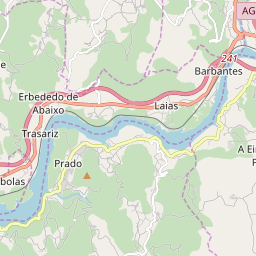 AG
241
Barbantes
Erbededo de
Abaixo
Laias
Trasariz
A Ei
Prado
P
bolas